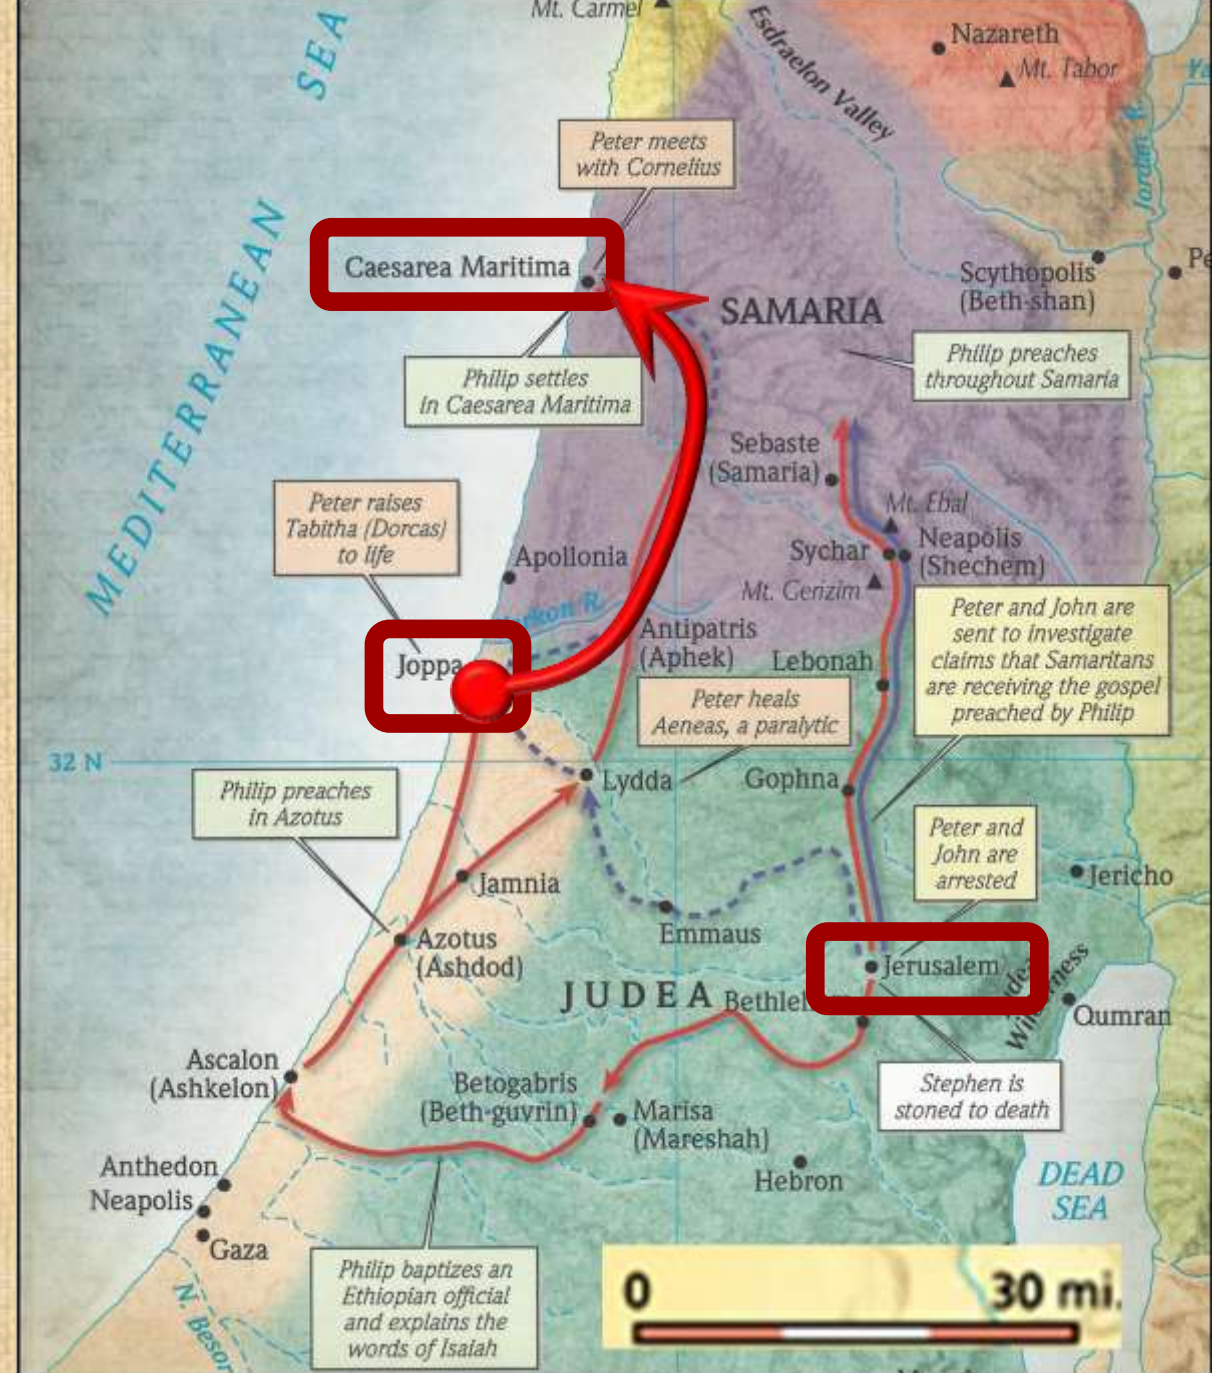 Mt. Carmel
SEA
MEDITERRANEAN
Esdraelon Valley
Nazareth
Mt. Tabor
Jordan R.
Peter meets
with Cornelius
Caesarea Maritima
SAMARIA
Scythopolis
(Beth-shan)
Philip settles
in Caesarea Maritima
Philip preaches
throughout Samaria
Sebaste
(Samaria)
Mt. Ebal
Peter raises
Tabitha (Dorcas)
to life
Apollonia
Sychar
Neapolis
(Shechem)
Mt. Gerizim
Peter and John are
sent to investigate
claims that Samaritans
are receiving the gospel
preached by Philip
Antipatris
(Aphek)
Joppa
Lebonah
Peter heals
Aeneas, a paralytic
32 N
Lydda
Gophna
Philip preaches
in Azotus
Peter and
John are
arrested
Jamnia
Jericho
Emmaus
Azotus
(Ashdod)
Jerusalem
JUDEA
Qumran
Ascalon
(Ashkelon)
Betogabris
(Beth-guvrin)
Marisa
(Mareshah)
Stephen is
stoned to death
Anthedon
Neapolis
Hebron
DEAD
SEA
Gaza
Philip baptizes an
Ethiopian official
and explains the
words of Isaiah
N. Besor
0 30 mi.